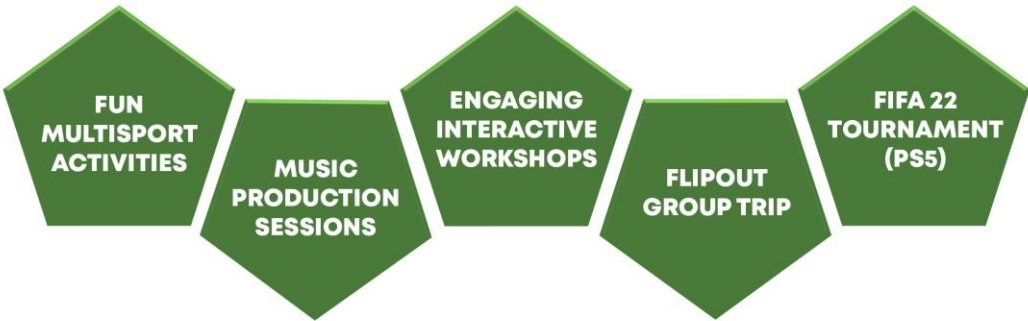 FUN
MULTISPORT
ACTIVITIES
MUSIC
PRODUCTION
SESSIONS
ENGAGING
INTERACTIVE
WORKSHOPS
FLIPOUT
GROUP TRIP
FIFA 22
TOURNAMENT
(PS5)